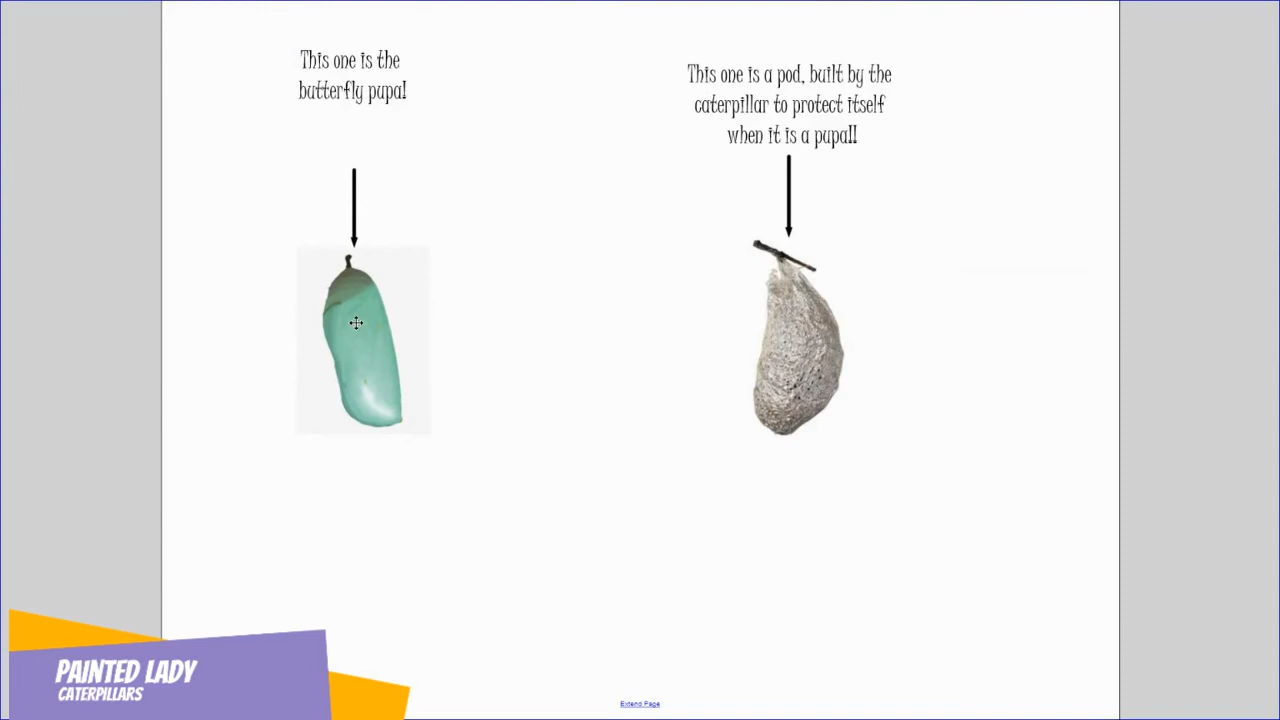 This one is the
butterfly pupa!
This one is a pod, built by the
caterpillar to protect itself
when it is a pupa!!
PAINTED LADY
CATERPILLARS
Extend Page